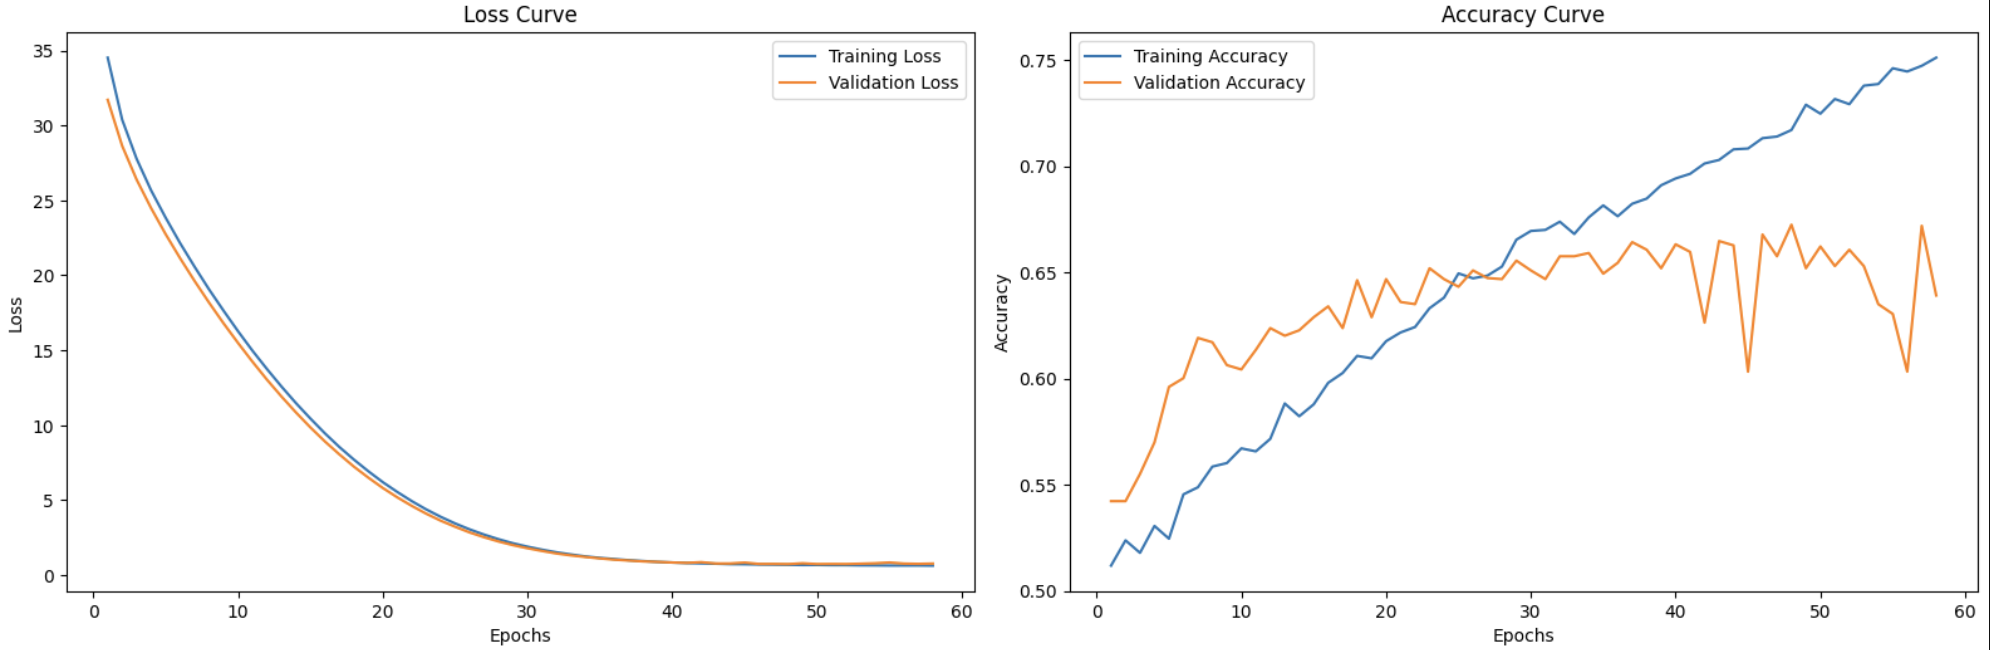 Loss Curve
35
30
25
20
15
10
5
0
Loss
Training Loss
Validation Loss
0 10 20 30 40 50 60
Epochs
Accuracy Curve
0.75
0.70
0.65
0.60
0.55
0.50
Accuracy
Training Accuracy
Validation Accuracy
0 10 20 30 40 50 60
Epochs